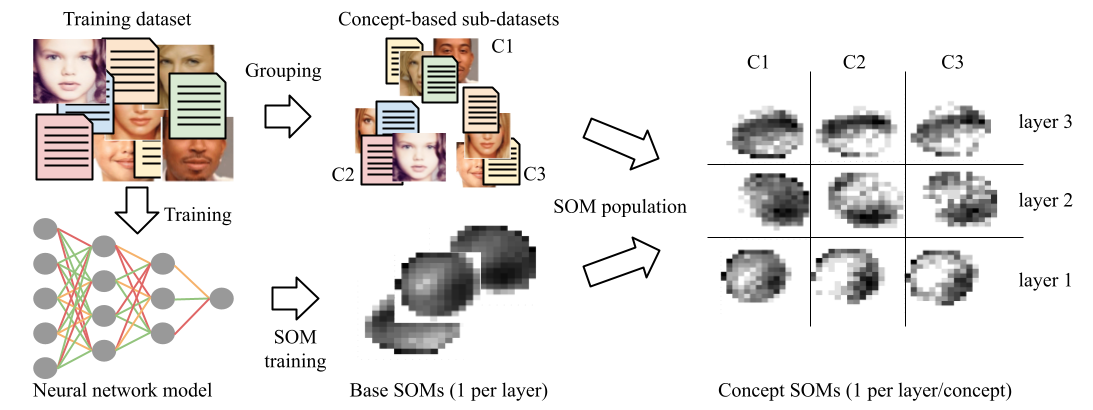 Training dataset
Concept-based sub-datasets
C1
Grouping
C2
C3
Training
SOM population
C1 C2 C3
layer 3
layer 2
layer 1
SOM
training
Neural network model
Base SOMs (1 per layer)
Concept SOMs (1 per layer/concept)